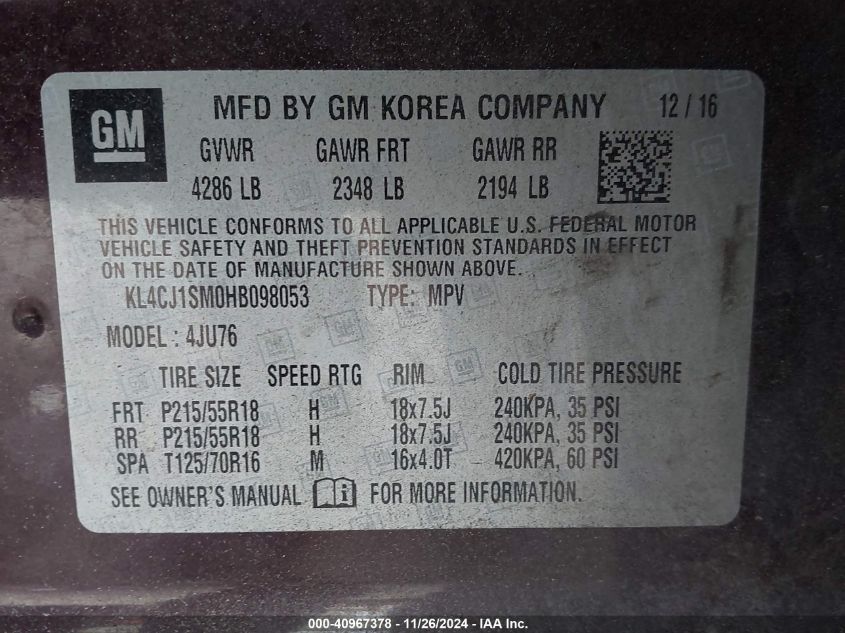 GM MFD BY GM KOREA COMPANY 12 / 16
GVWR GAWR FRT GAWR RR
4286 LB 2348 LB 2194 LB
THIS VEHICLE CONFORMS TO ALL APPLICABLE U.S. FEDERAL MOTOR
VEHICLE SAFETY AND THEFT PREVENTION STANDARDS IN EFFECT
ON THE DATE OF MANUFACTURE SHOWN ABOVE.
KL4CJ1SM0HB098053 TYPE: MPV
MODEL : 4JU76
TIRE SIZE SPEED RTG RIM COLD TIRE PRESSURE
FRT P215/55R18 H 18x7.5J 240KPA, 35 PSI
RR P215/55R18 H 18x7.5J 240KPA, 35 PSI
SPA T125/70R16 M 16x4.0T 420KPA, 60 PSI
SEE OWNER'S MANUAL i FOR MORE INFORMATION.
000-40967378 - 11/26/2024 - IAA Inc.